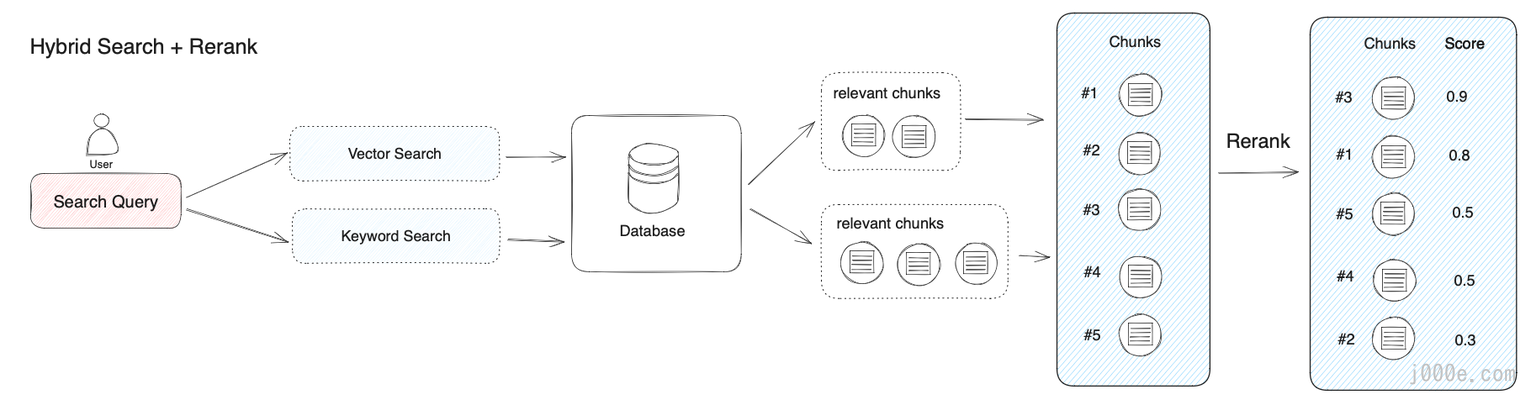 Hybrid Search + Rerank
User
Search Query
Vector Search
Keyword Search
Database
relevant chunks
relevant chunks
Chunks
#1
#2
#3
#4
#5
Rerank
Chunks Score
#3 0.9
#1 0.8
#5 0.5
#4 0.5
#2 0.3
j000e.com